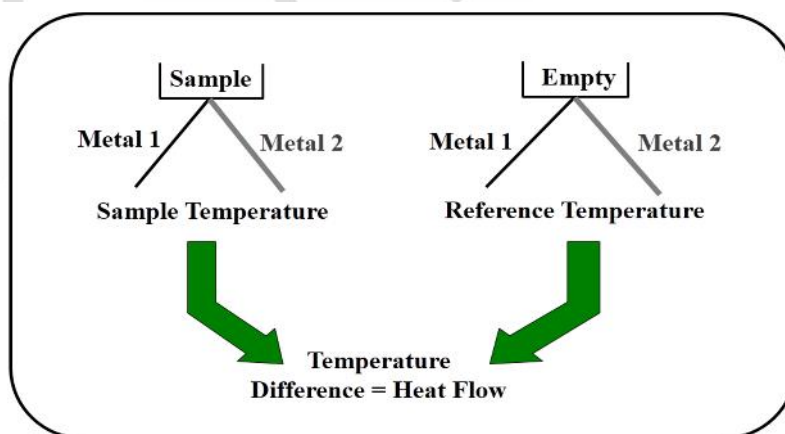 Sample
Empty
Metal 1
Metal 2
Metal 1
Metal 2
Sample Temperature
Reference Temperature
Temperature
Difference = Heat Flow